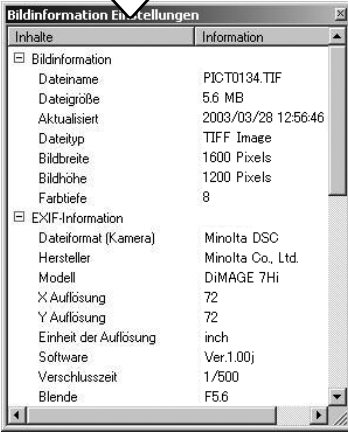 Bildinformation Einstellungen
Inhalte Information
Bildinformation
Dateiname PICT0134.TIF
Dateigröße 5.6 MB
Aktualisiert 2003/03/28 12:56:46
Dateityp TIFF Image
Bildbreite 1600 Pixels
Bildhöhe 1200 Pixels
Farbtiefe 8
EXIF-Information
Dateiformat (Kamera) Minolta DSC
Hersteller Minolta Co., Ltd.
Modell DiMAGE 7Hi
X Auflösung 72
Y Auflösung 72
Einheit der Auflösung inch
Software Ver.1.00j
Verschlusszeit 1/500
Blende F5.6